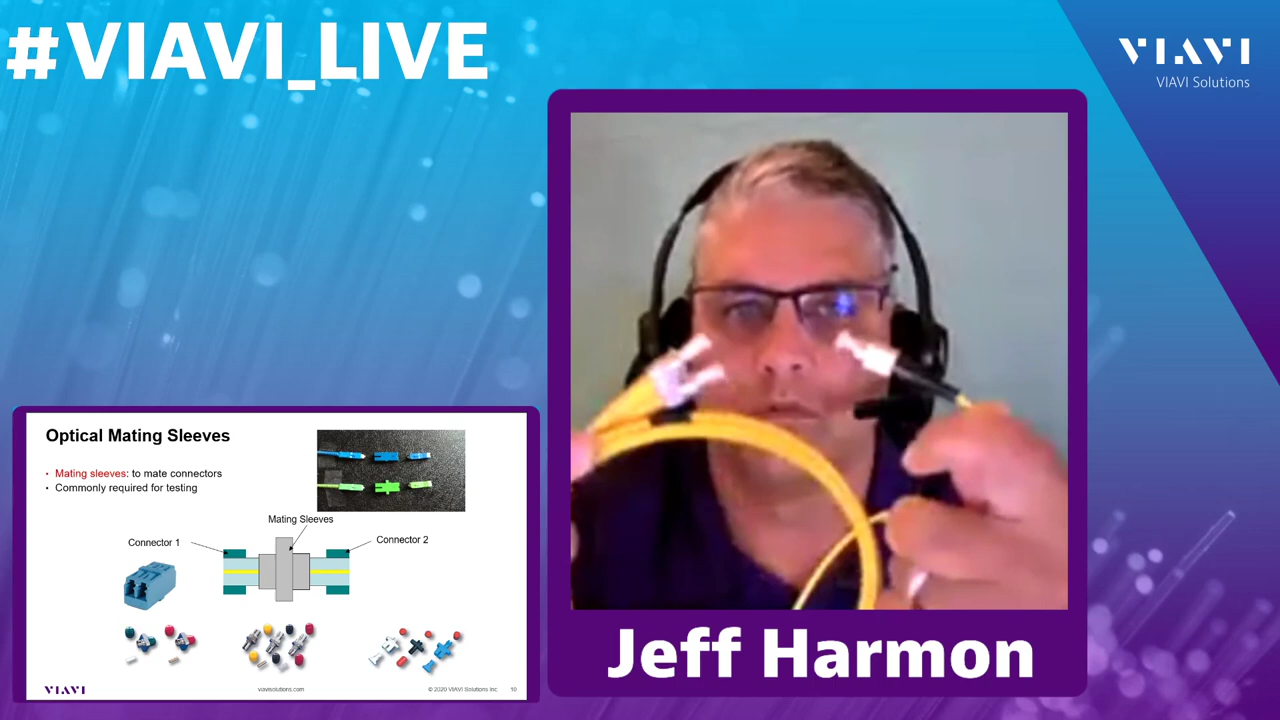 #VIAVI_LIVE
VIAVI
VIAVI Solutions
Optical Mating Sleeves
• Mating sleeves: to mate connectors
• Commonly required for testing
Mating Sleeves
Connector 1
Connector 2
VIAVI
viavisolutions.com
© 2020 VIAVI Solutions Inc
10
Jeff Harmon